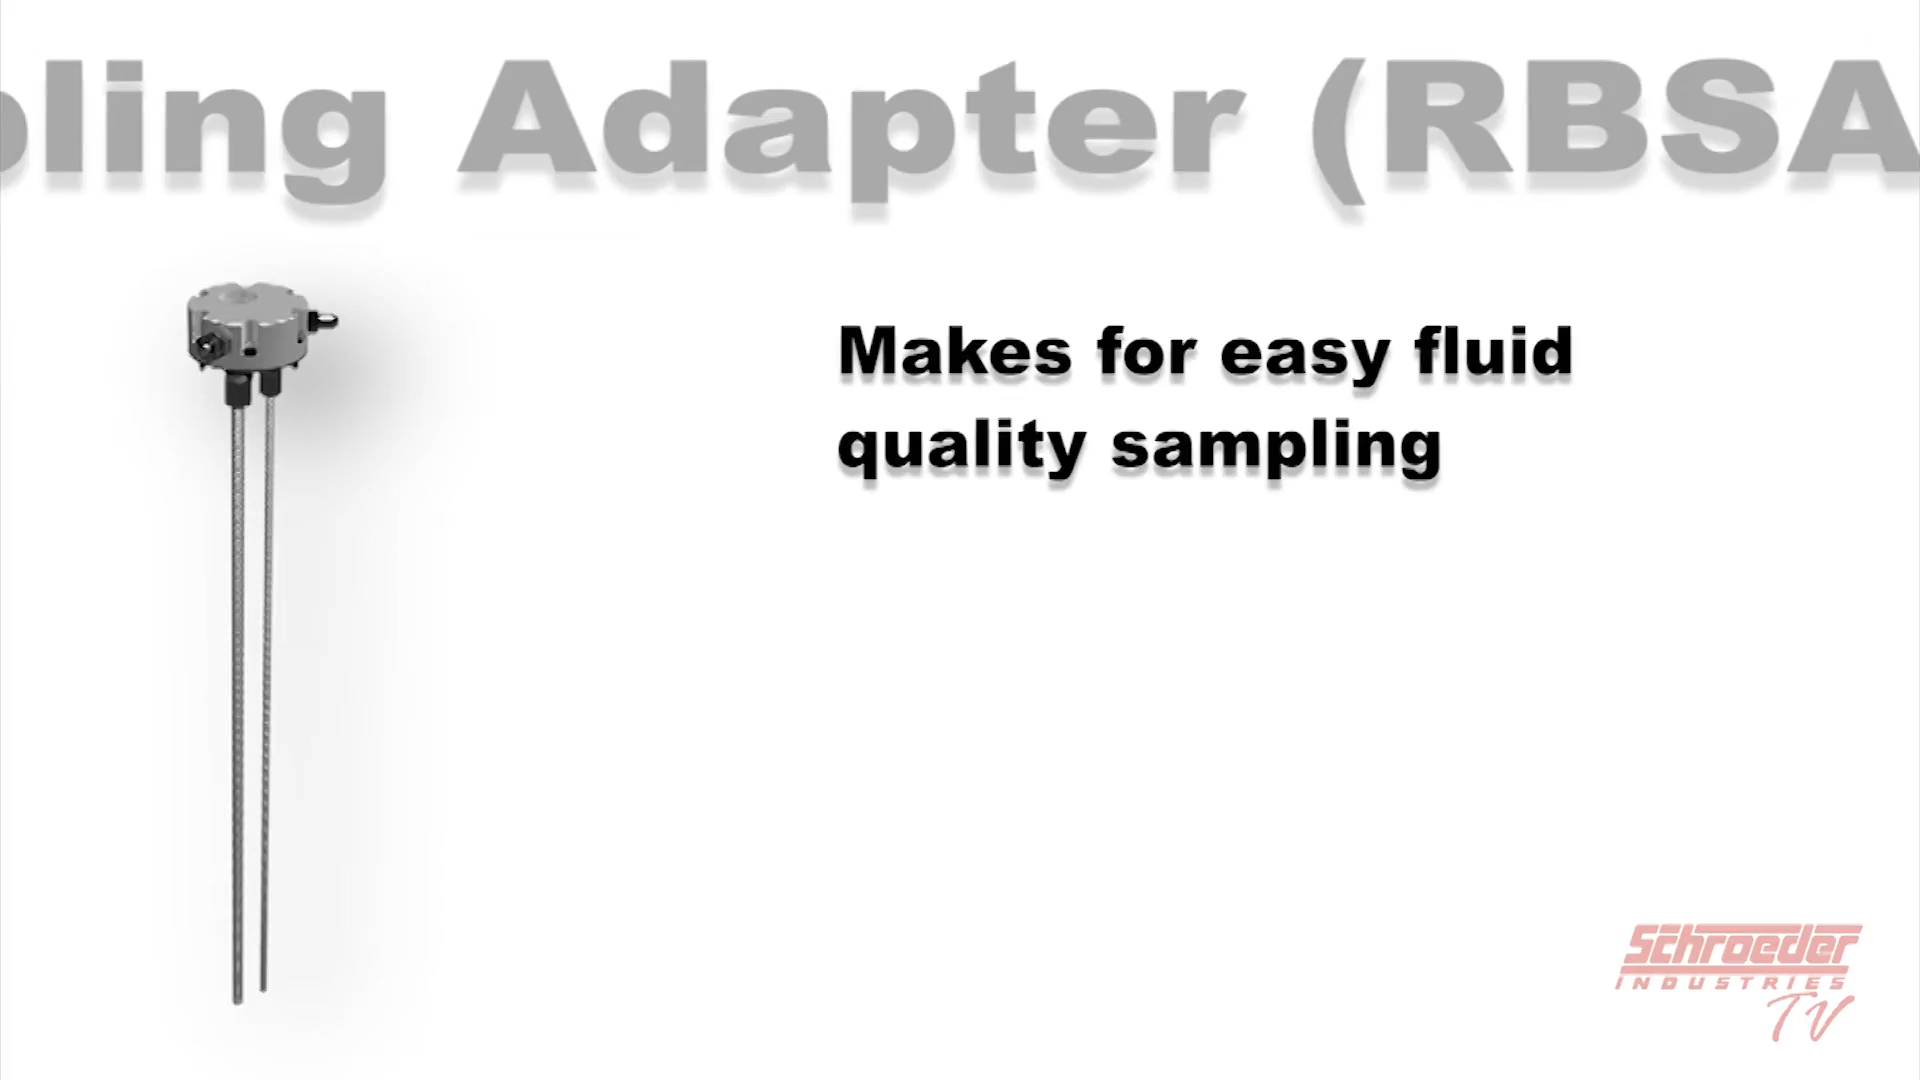 pling Adapter (RBSA
Makes for easy fluid
quality sampling
Schroeder
INDUSTRIES
TV